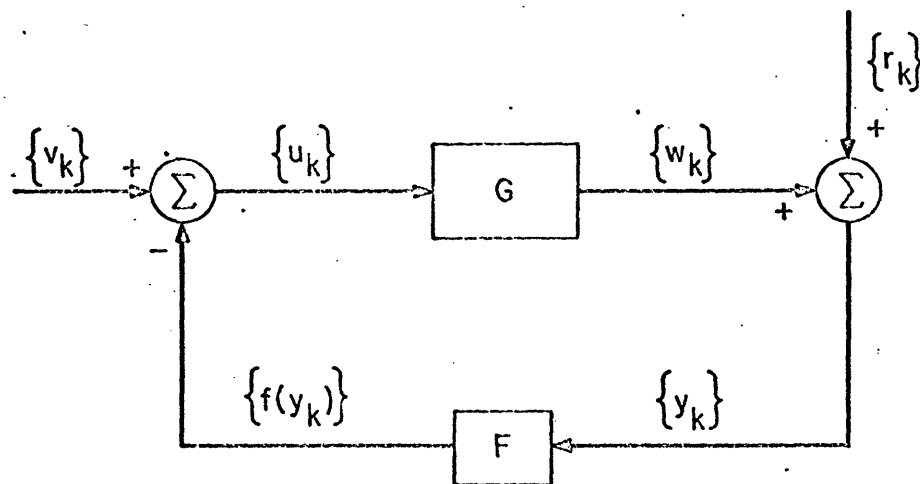 {r_k}
+
{v_k}
+
Σ
{u_k}
G
{w_k}
+
Σ
−
{f(y_k)}
F
{y_k}